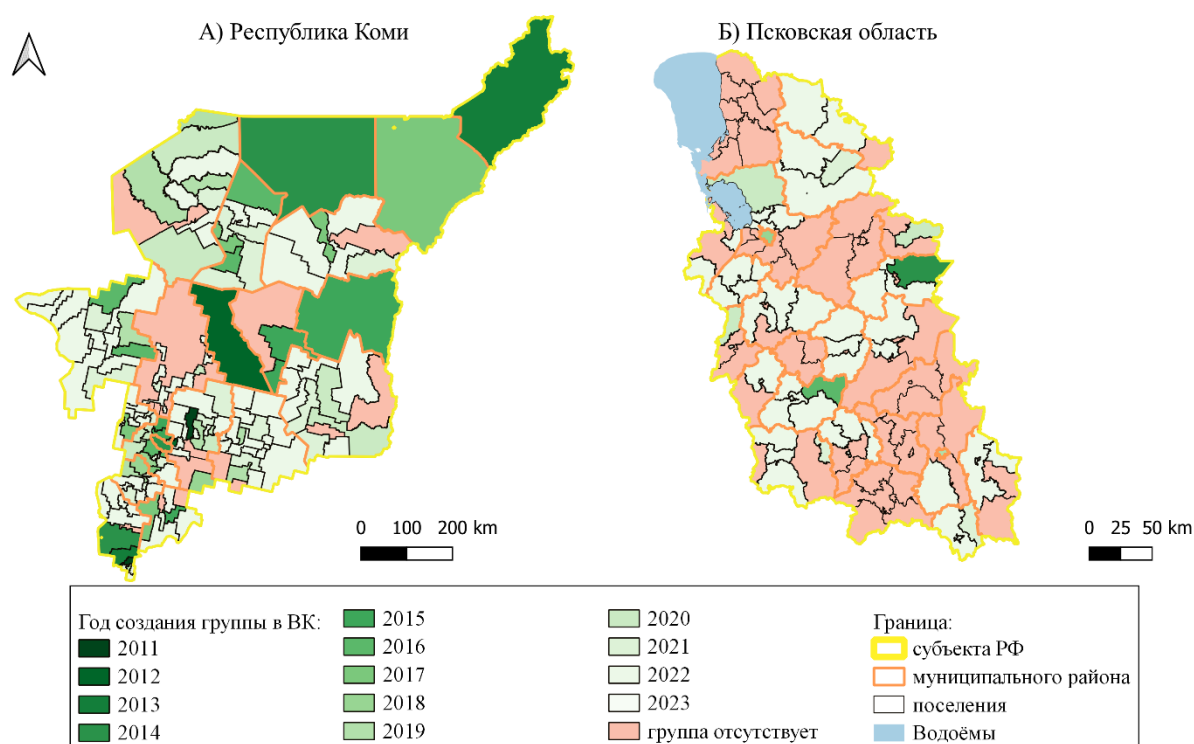 А) Республика Коми
Б) Псковская область
0 100 200 km
0 25 50 km
Год создания группы в ВК:
2011
2012
2013
2014
2015
2016
2017
2018
2019
2020
2021
2022
2023
группа отсутствует
Граница:
субъекта РФ
муниципального района
поселения
Водоёмы